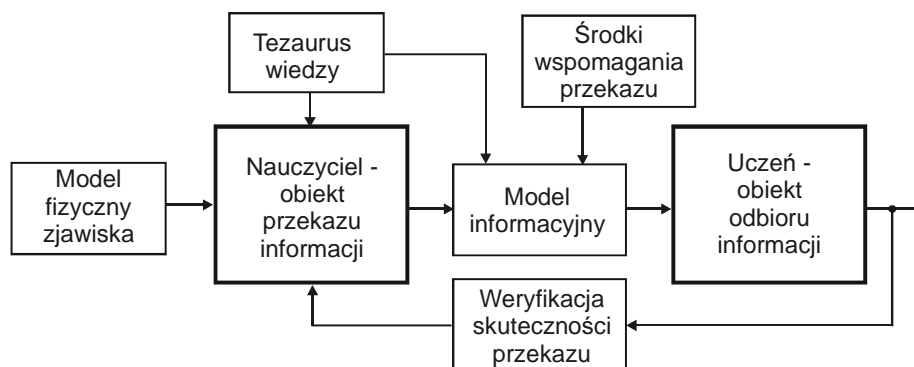 Tezaurus
wiedzy
Środki
wspomagania
przekazu
Model
fizyczny
zjawiska
Nauczyciel -
obiekt
przekazu
informacji
Model
informacyjny
Uczeń -
obiekt
odbioru
informacji
Weryfikacja
skuteczności
przekazu